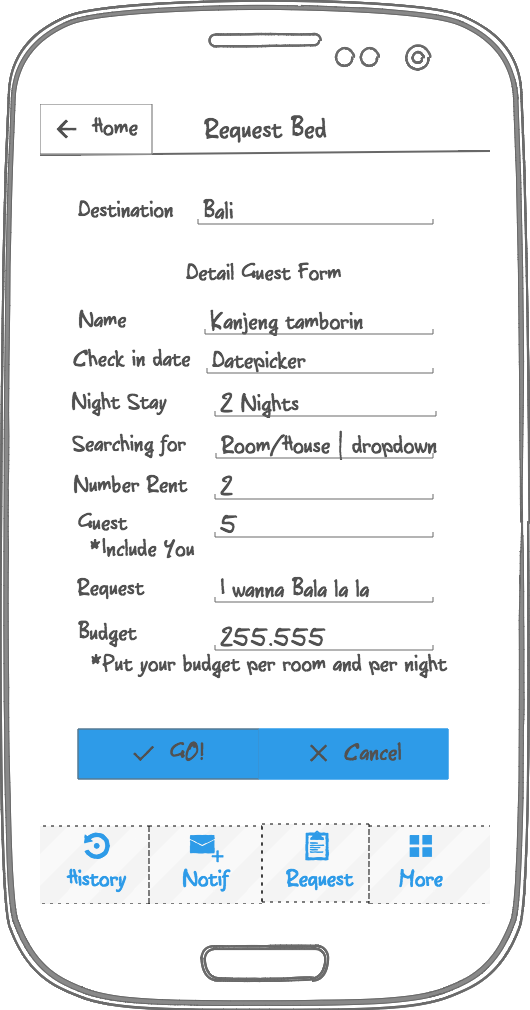 Home Request Bed
Destination Bali
Detail Guest Form
Name Kanjeng tamborin
Check in date Datepicker
Night Stay 2 Nights
Searching for Room/House | dropdown
Number Rent 2
Guest 5
*Include You
Request I wanna Bala la la
Budget 255.555
*Put your budget per room and per night
GO! Cancel
History Notif Request More